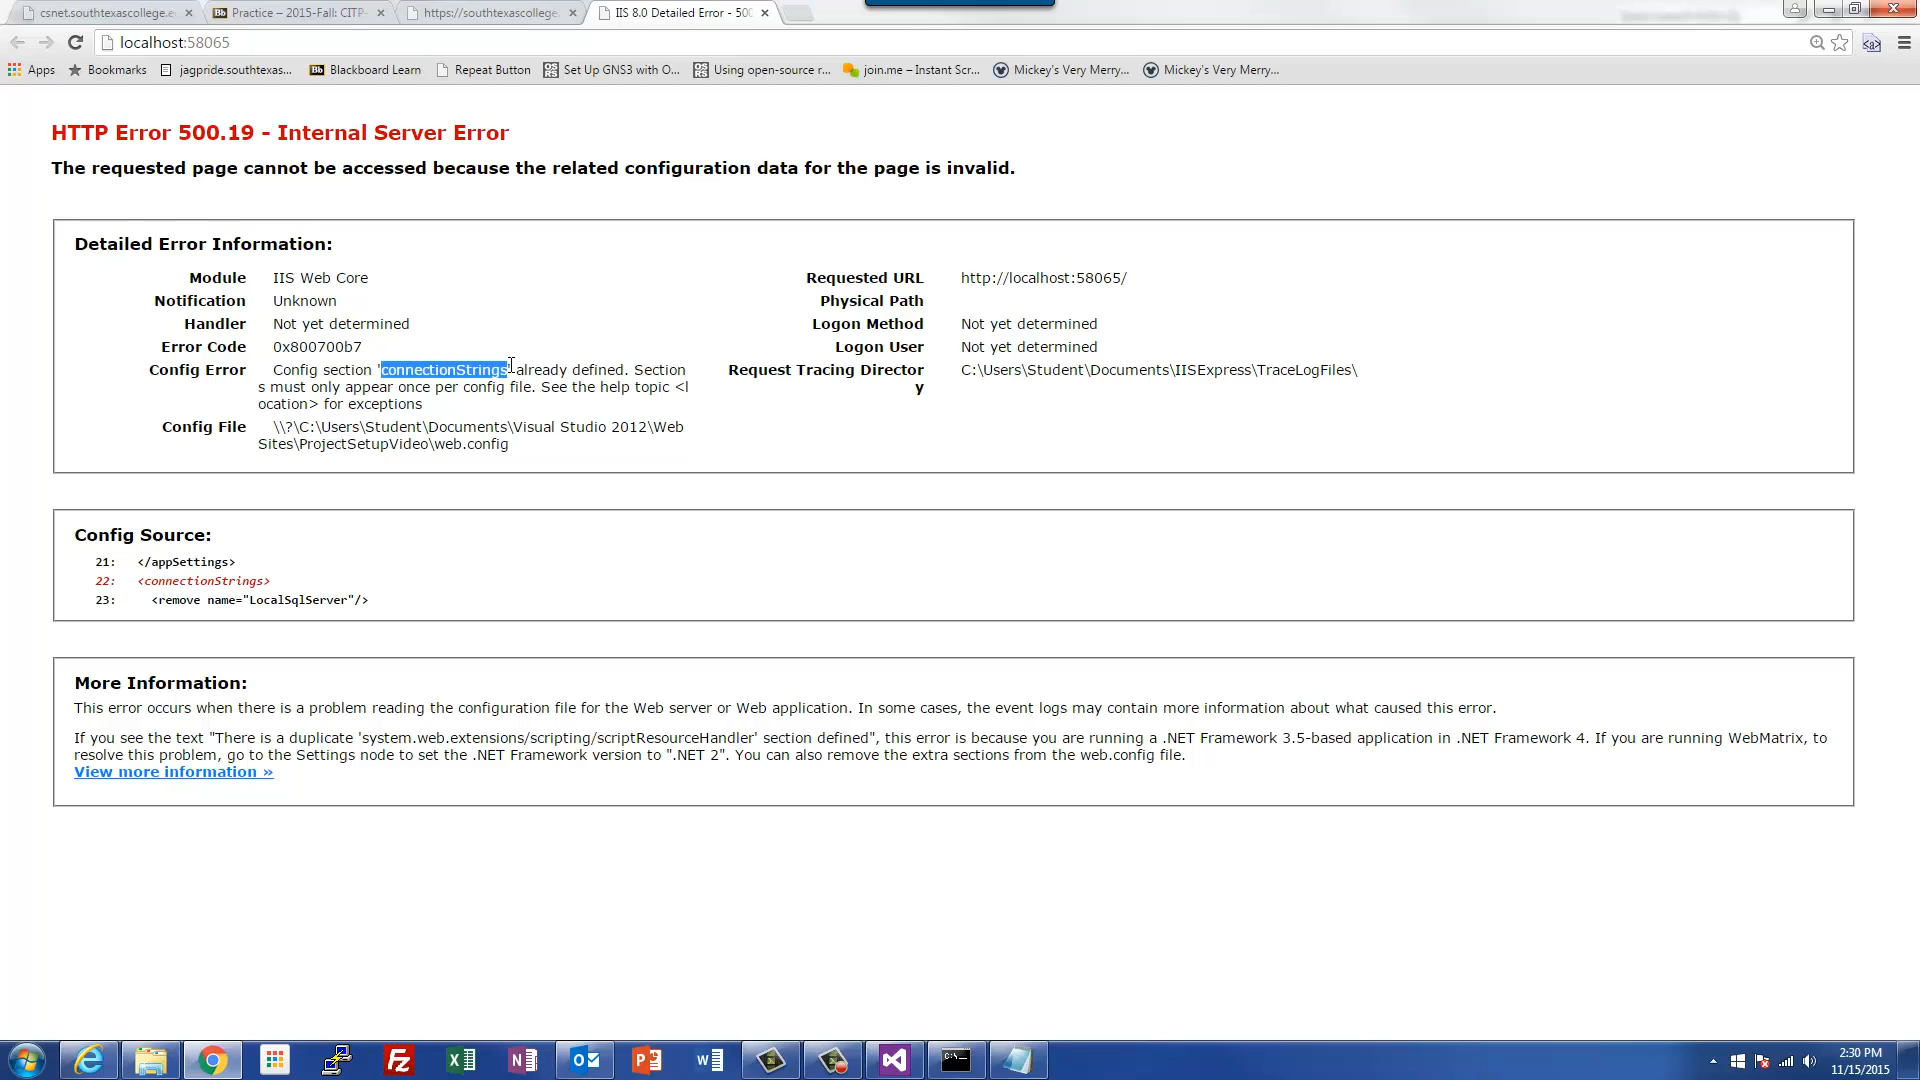 csnet.southtexascollege.e
Practice – 2015-Fall: CITP-
https://southtexascollege.
IIS 8.0 Detailed Error - 500
localhost:58065
Apps
Bookmarks
jagpride.southtexas...
Blackboard Learn
Repeat Button
Set Up GNS3 with O...
Using open-source r...
join.me – Instant Scr...
Mickey's Very Merry...
Mickey's Very Merry...
HTTP Error 500.19 - Internal Server Error
The requested page cannot be accessed because the related configuration data for the page is invalid.
Detailed Error Information:
Module IIS Web Core
Notification Unknown
Handler Not yet determined
Error Code 0x800700b7
Config Error Config section 'connectionStrings' already defined. Section
s must only appear once per config file. See the help topic <l
ocation> for exceptions
Config File \\?\C:\Users\Student\Documents\Visual Studio 2012\Web
Sites\ProjectSetupVideo\web.config
Requested URL http://localhost:58065/
Physical Path
Logon Method Not yet determined
Logon User Not yet determined
Request Tracing Director C:\Users\Student\Documents\IISExpress\TraceLogFiles\
y
Config Source:
21: </appSettings>
22: <connectionStrings>
23: <remove name="LocalSqlServer"/>
More Information:
This error occurs when there is a problem reading the configuration file for the Web server or Web application. In some cases, the event logs may contain more information about what caused this error.
If you see the text "There is a duplicate 'system.web.extensions/scripting/scriptResourceHandler' section defined", this error is because you are running a .NET Framework 3.5-based application in .NET Framework 4. If you are running WebMatrix, to
resolve this problem, go to the Settings node to set the .NET Framework version to ".NET 2". You can also remove the extra sections from the web.config file.
View more information »
2:30 PM
11/15/2015